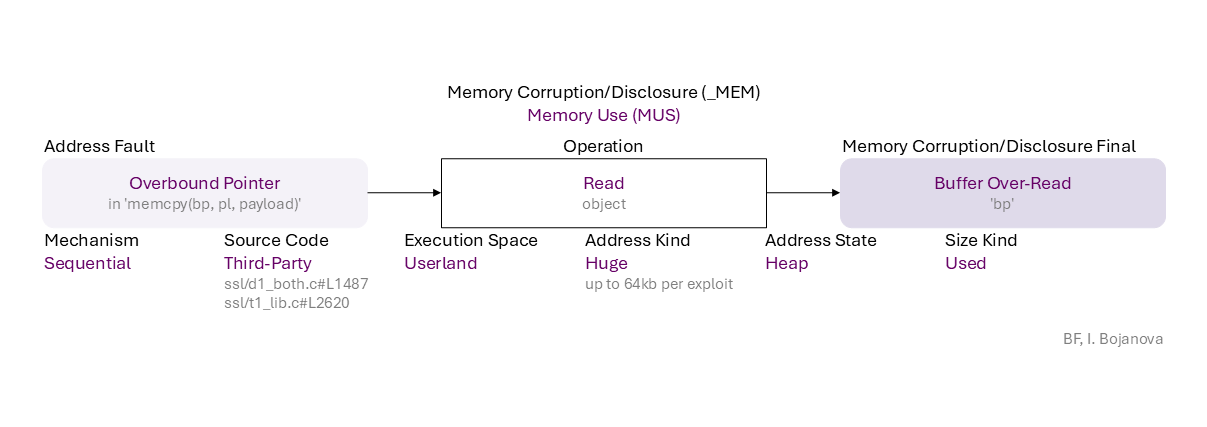 Memory Corruption/Disclosure (_MEM)
Memory Use (MUS)
Address Fault
Operation
Memory Corruption/Disclosure Final
Overbound Pointer
in 'memcpy(bp, pl, payload)'
Read
object
Buffer Over-Read
'bp'
Mechanism
Sequential
Source Code
Third-Party
ssl/d1_both.c#L1487
ssl/t1_lib.c#L2620
Execution Space
Userland
Address Kind
Huge
up to 64kb per exploit
Address State
Heap
Size Kind
Used
BF, I. Bojanova